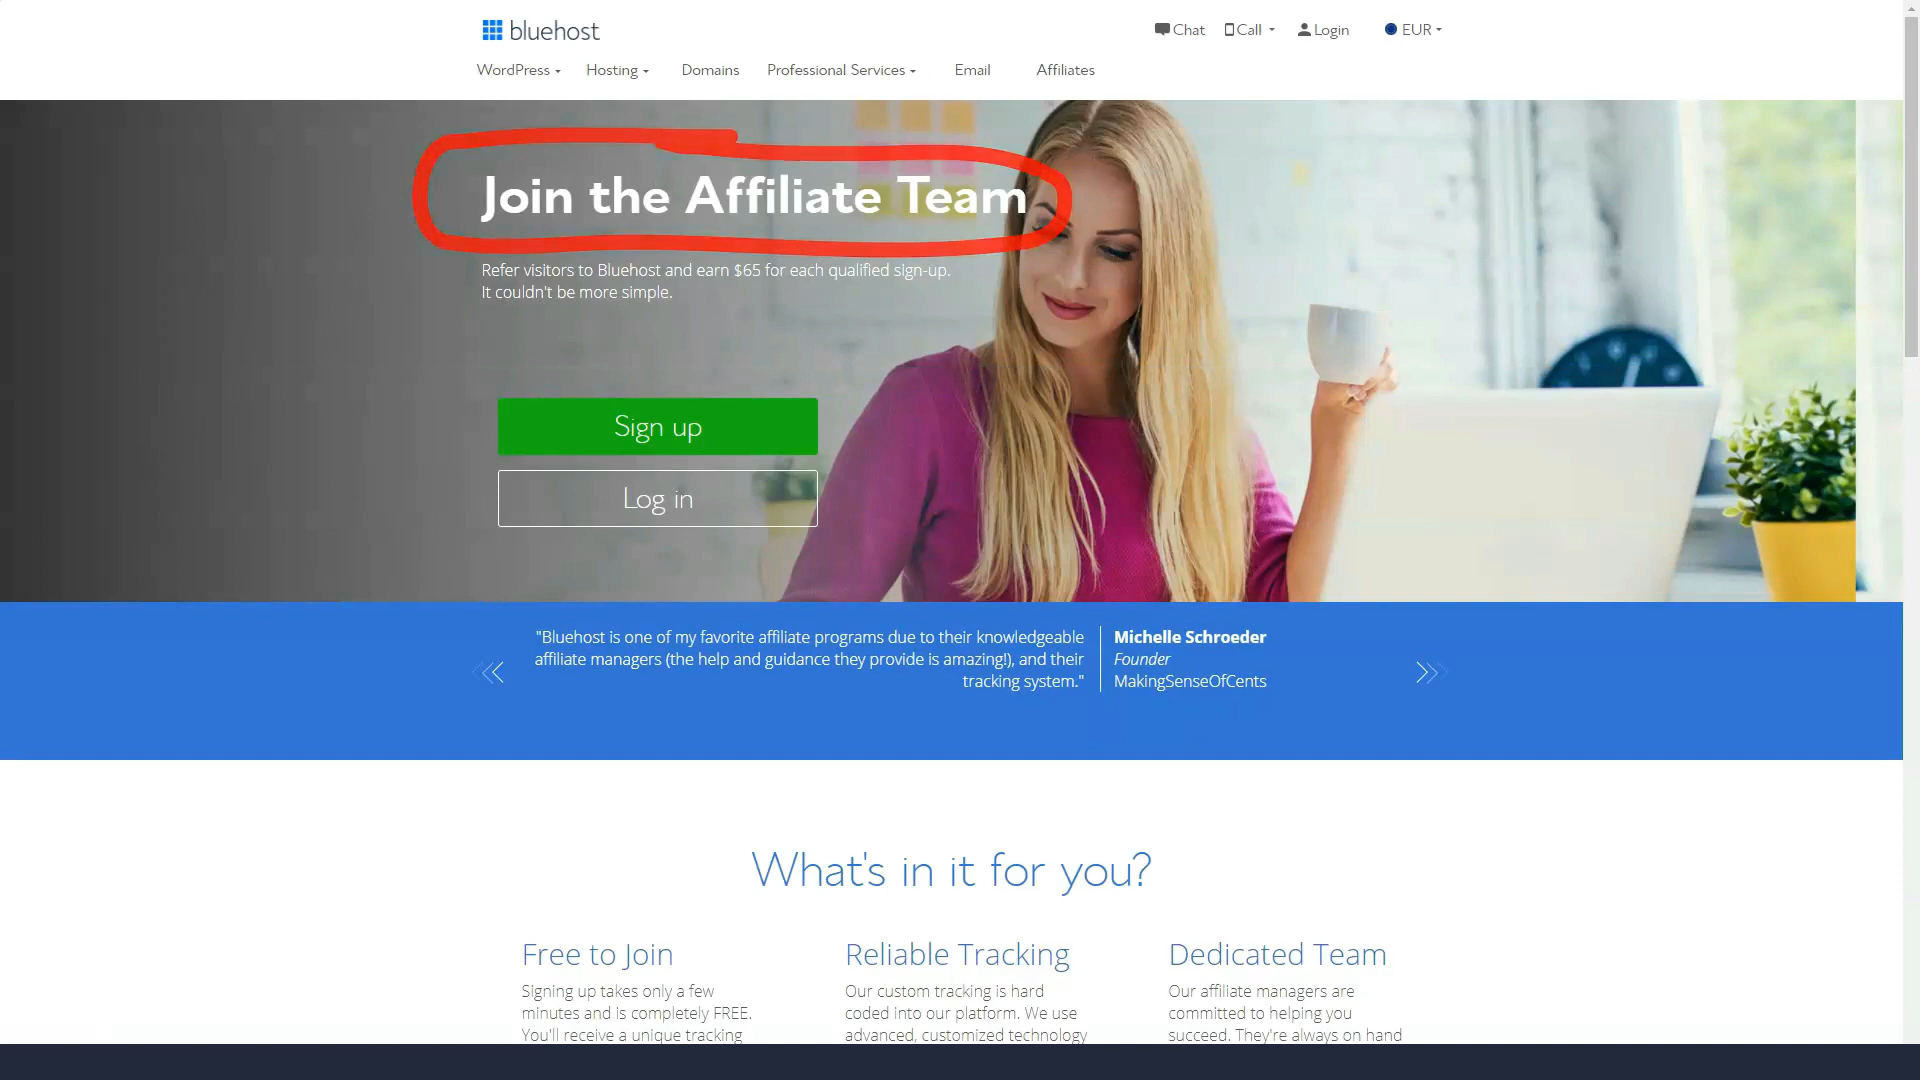 bluehost
Chat Call Login EUR
WordPress Hosting Domains Professional Services Email Affiliates
Join the Affiliate Team
Refer visitors to Bluehost and earn $65 for each qualified sign-up.
It couldn't be more simple.
Sign up
Log in
"Bluehost is one of my favorite affiliate programs due to their knowledgeable
affiliate managers (the help and guidance they provide is amazing!), and their
tracking system."
Michelle Schroeder
Founder
MakingSenseOfCents
What's in it for you?
Free to Join
Signing up takes only a few
minutes and is completely FREE.
You'll receive a unique tracking
Reliable Tracking
Our custom tracking is hard
coded into our platform. We use
advanced, customized technology
Dedicated Team
Our affiliate managers are
committed to helping you
succeed. They're always on hand